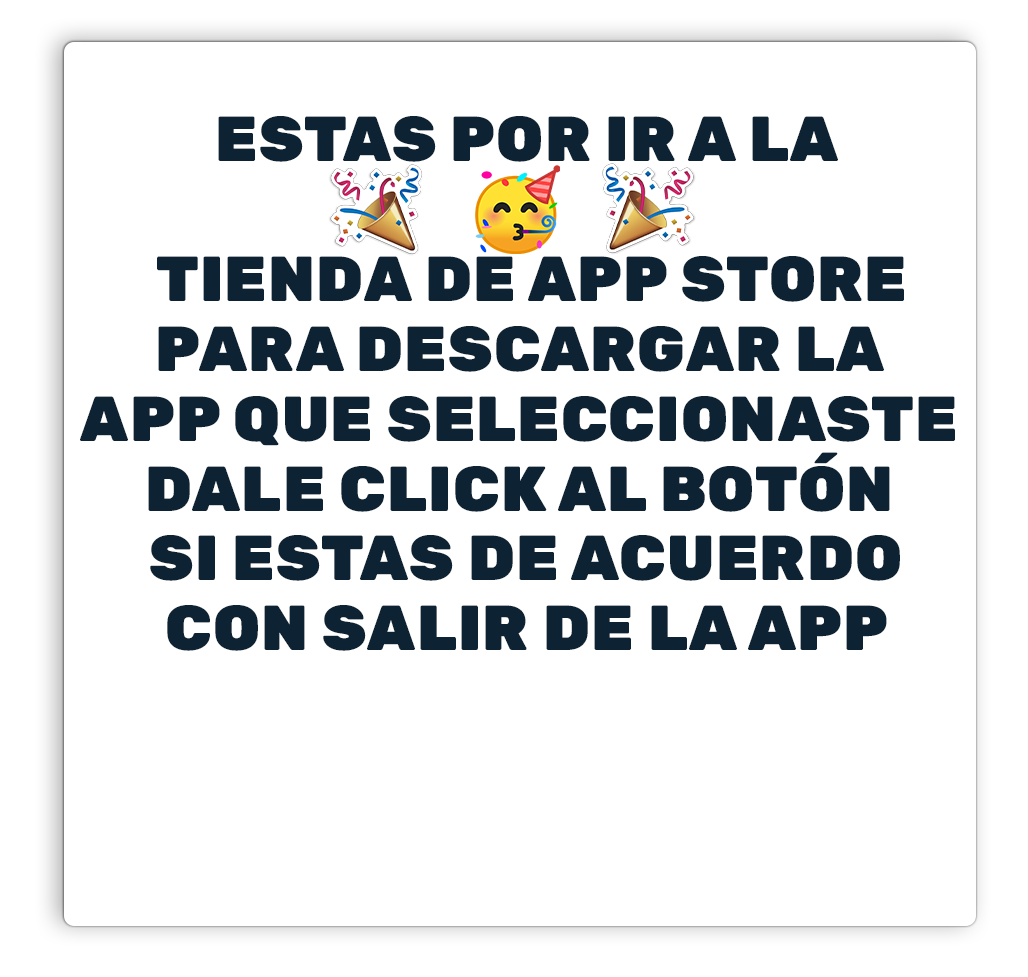 ESTAS POR IR A LA
TIENDA DE APP STORE
PARA DESCARGAR LA
APP QUE SELECCIONASTE
DALE CLICK AL BOTÓN
SI ESTAS DE ACUERDO
CON SALIR DE LA APP